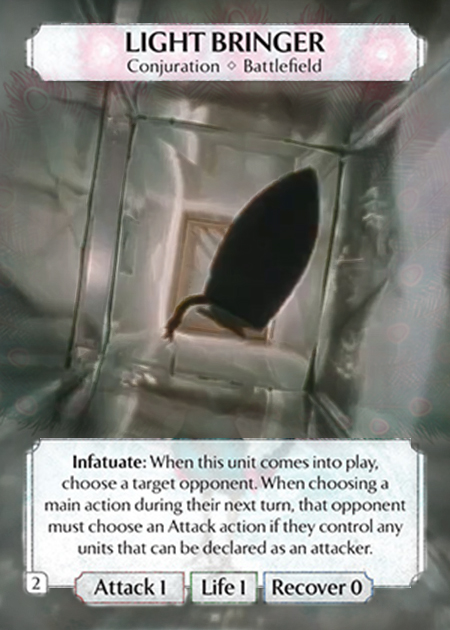 LIGHT BRINGER
Conjuration ⋄ Battlefield
Infatuate: When this unit comes into play,
choose a target opponent. When choosing a
main action during their next turn, that opponent
must choose an Attack action if they control any
units that can be declared as an attacker.
2
Attack 1 Life 1 Recover 0